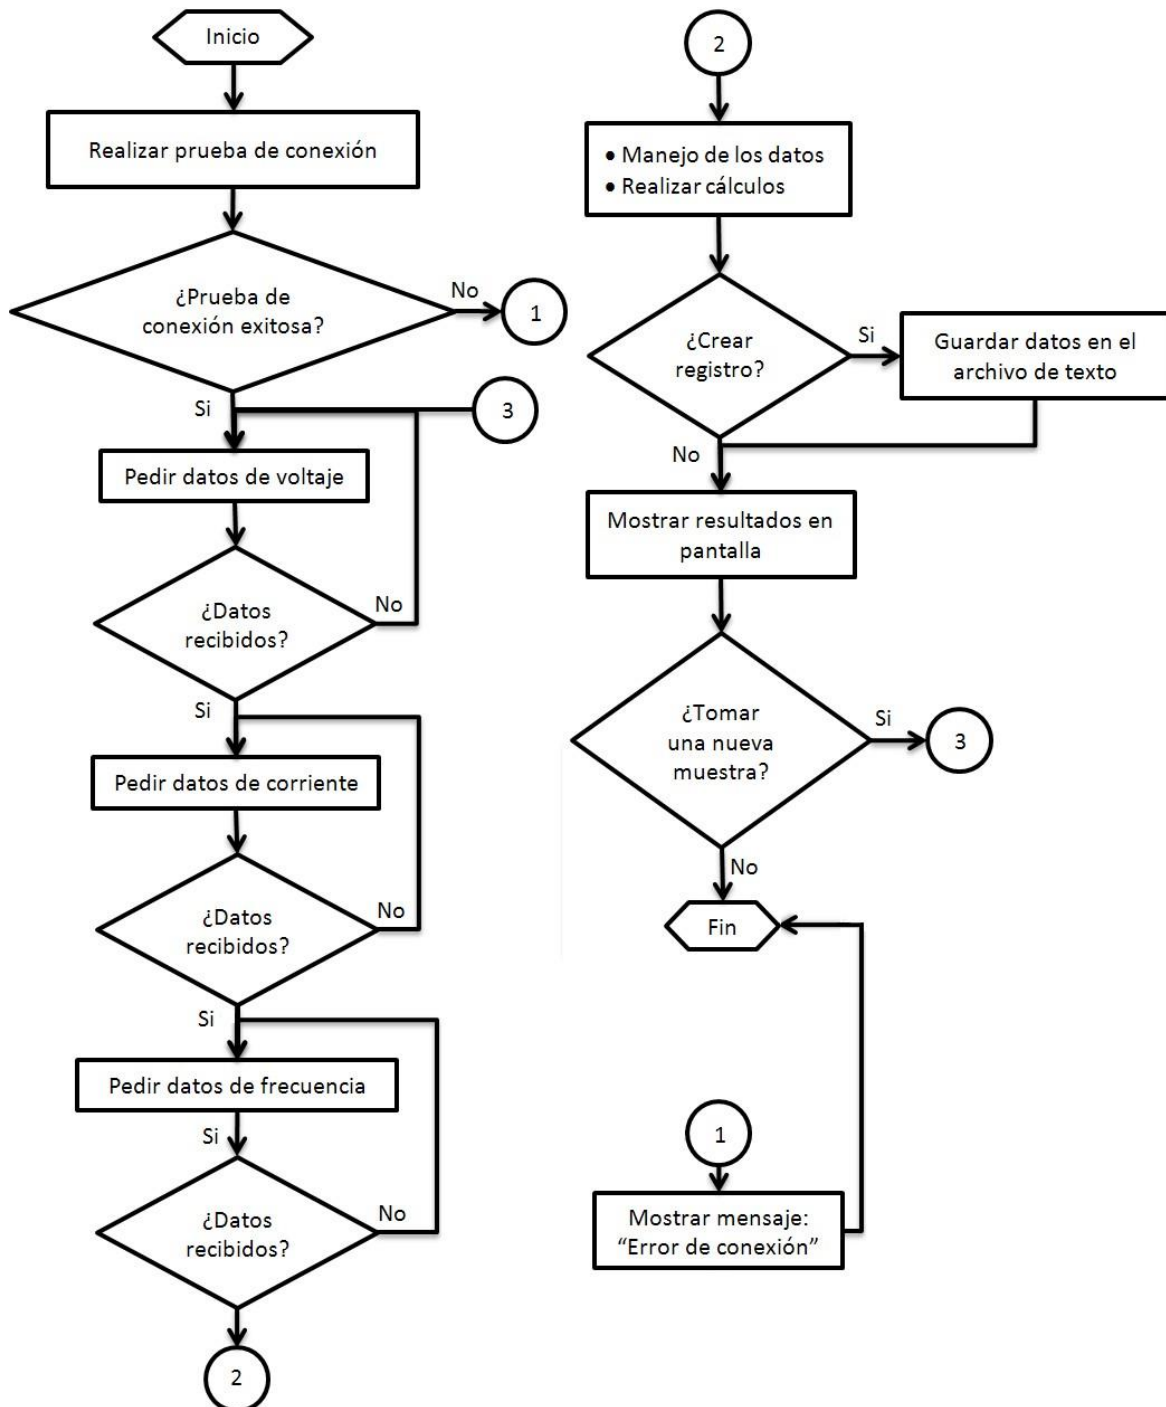 Inicio
Realizar prueba de conexión
¿Prueba de
conexión exitosa?
No
1
Si
3
Pedir datos de voltaje
¿Datos
recibidos?
No
Si
Pedir datos de corriente
¿Datos
recibidos?
No
Si
Pedir datos de frecuencia
Si
¿Datos
recibidos?
No
2
2
• Manejo de los datos
• Realizar cálculos
¿Crear
registro?
Si
Guardar datos en el
archivo de texto
No
Mostrar resultados en
pantalla
¿Tomar
una nueva
muestra?
Si
3
No
Fin
1
Mostrar mensaje:
“Error de conexión”